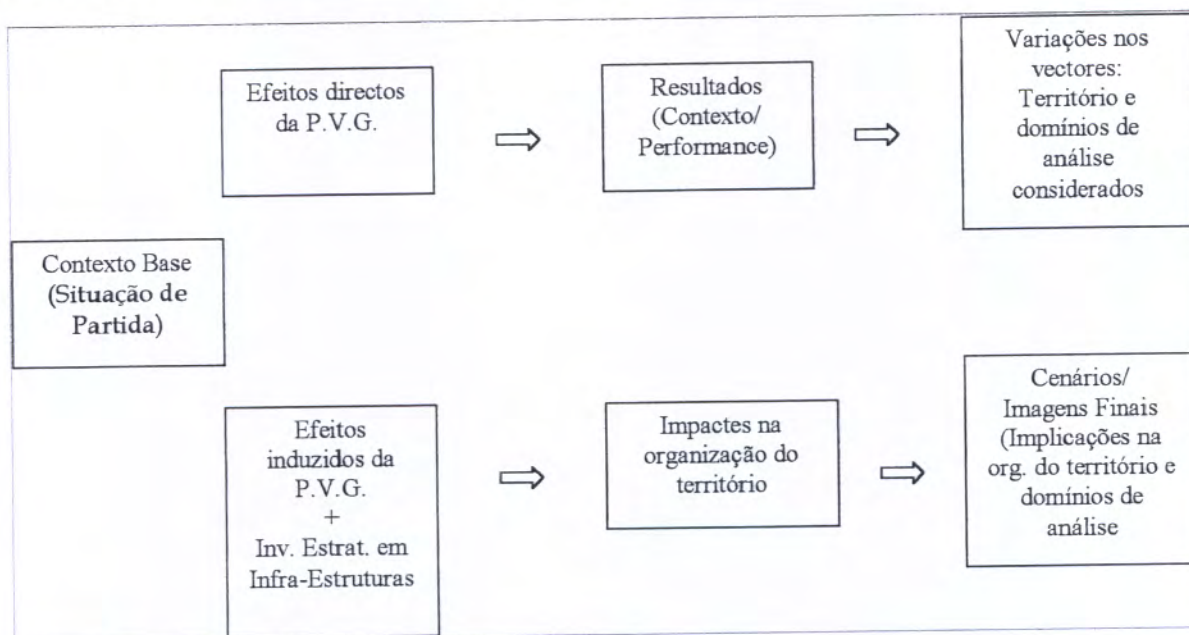 Efeitos directos
da P.V.G.
Resultados
(Contexto/
Performance)
Variações nos
vectores:
Território e
domínios de
análise
considerados
Contexto Base
(Situação de
Partida)
Efeitos
induzidos da
P.V.G.
+
Inv. Estrat. em
Infra-Estruturas
Impactes na
organização do
território
Cenários/
Imagens Finais
(Implicações na
org. do território e
domínios de
análise